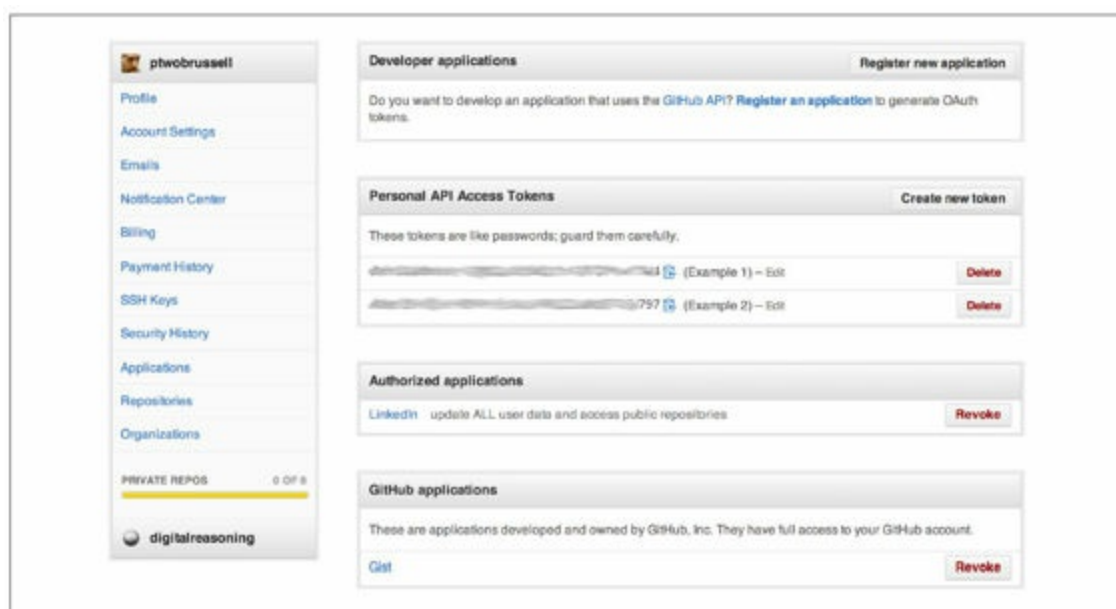 ptwobrussell
Profile
Account Settings
Emails
Notification Center
Billing
Payment History
SSH Keys
Security History
Applications
Repositories
Organizations
PRIVATE REPOS 0 OF
digitalreasoning
Developer applications
Register new application
Do you want to develop an application that uses the GitHub API? Register an application to generate OAuth
tokens.
Personal API Access Tokens
Create new token
These tokens are like passwords; guard them carefully.
(Example 1) – Edit
Delete
797 (Example 2) – Edit
Delete
Authorized applications
LinkedIn update ALL user data and access public repositories
Revoke
GitHub applications
These are applications developed and owned by GitHub, Inc. They have full access to your GitHub account.
Gist
Revoke